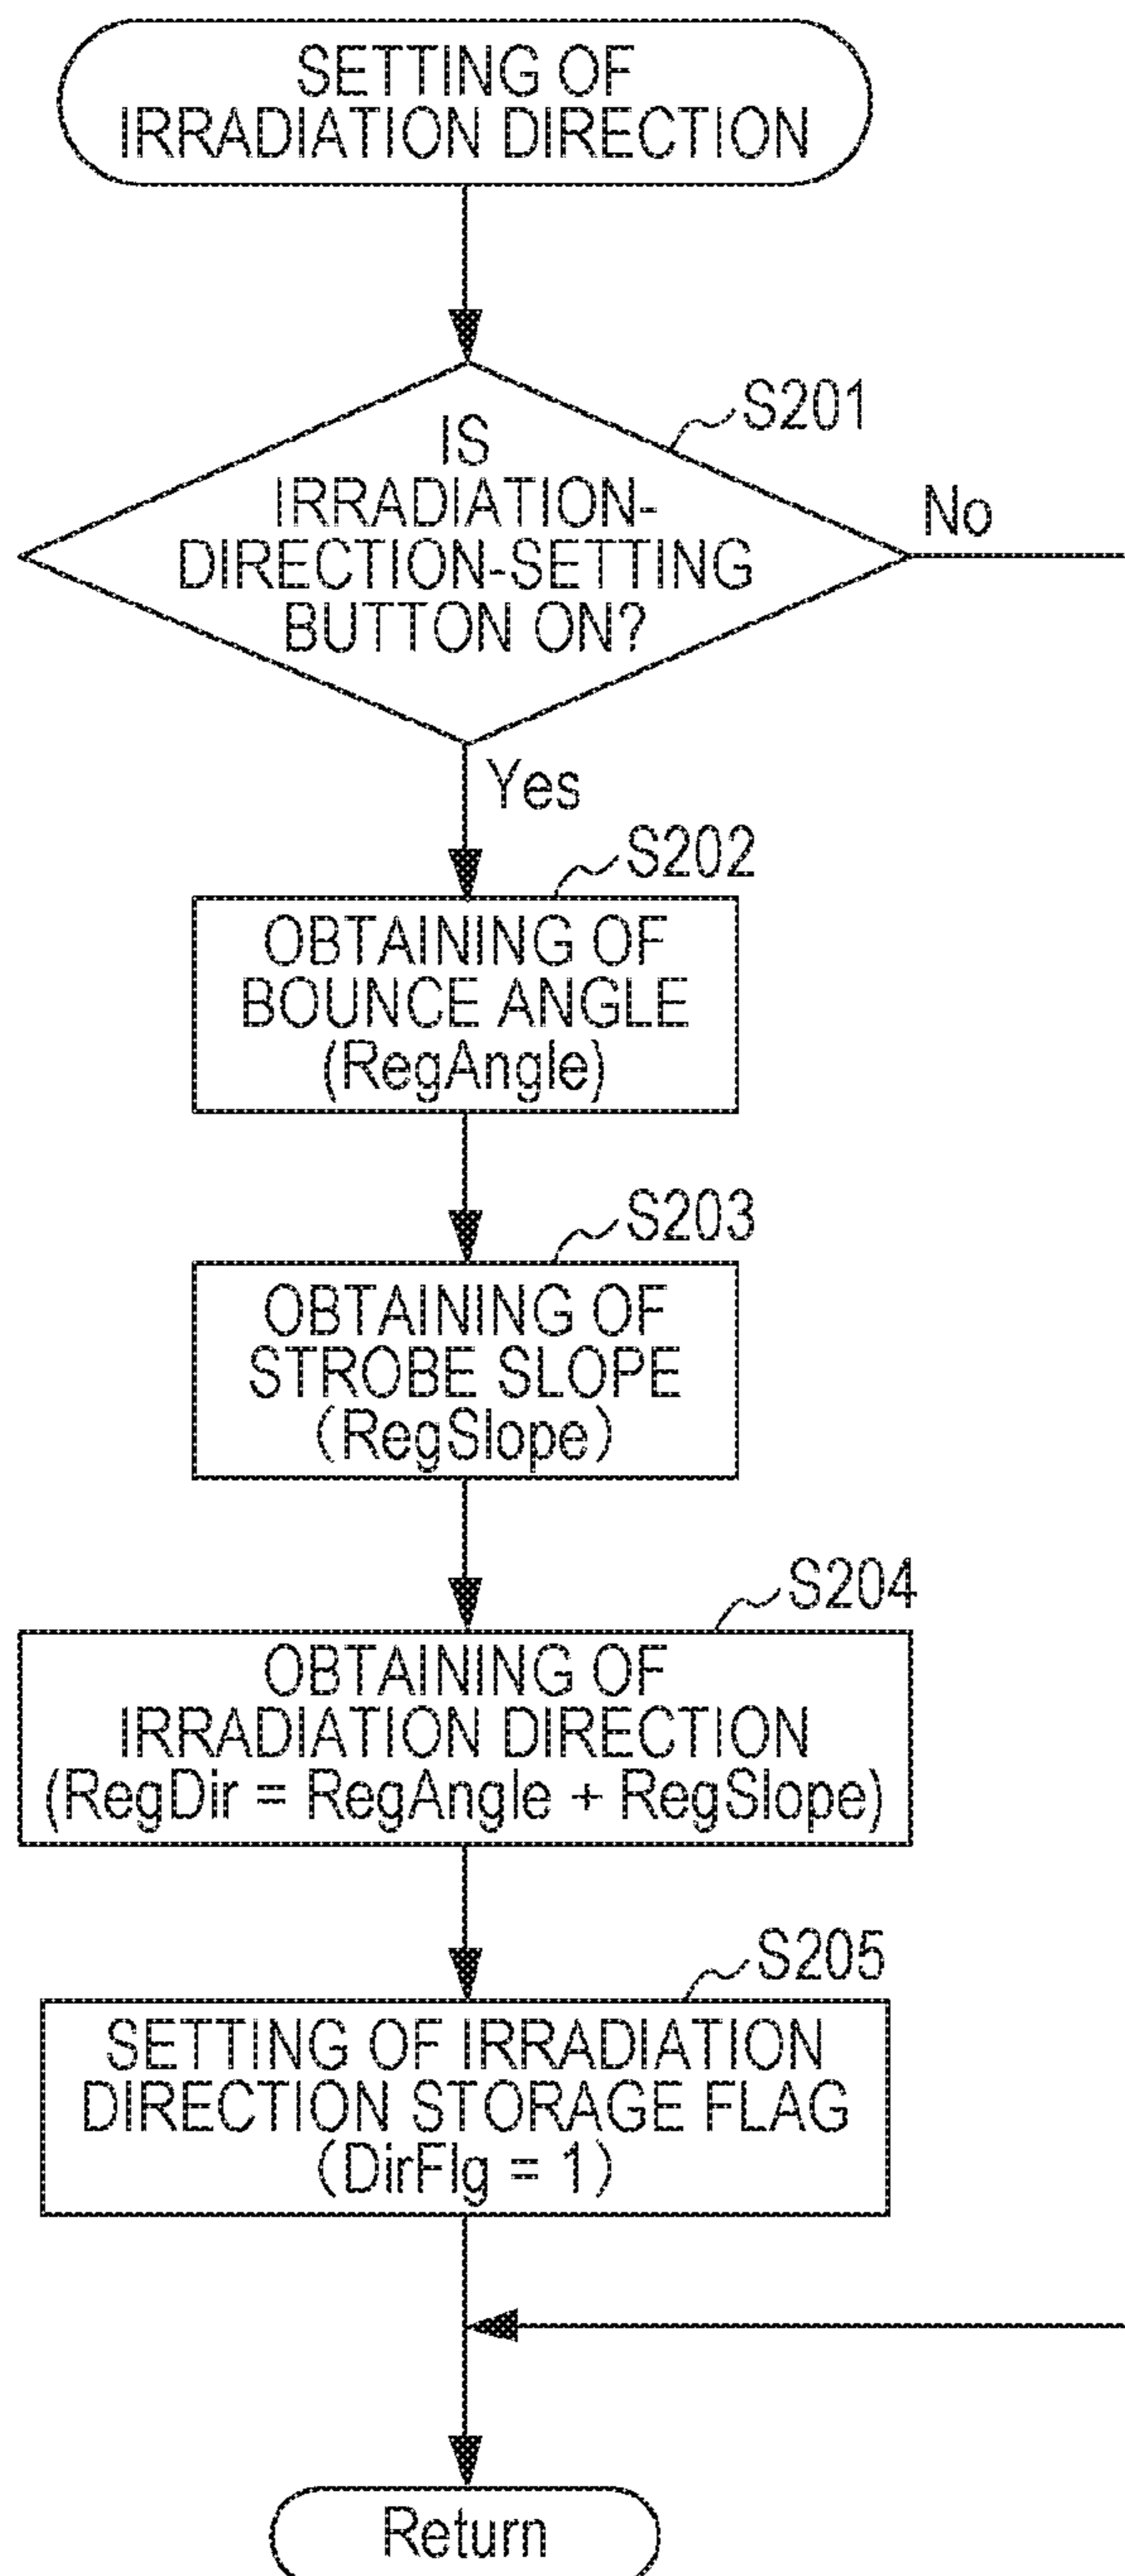 SETTING OF
IRRADIATION DIRECTION
S201
IS
IRRADIATION-
DIRECTION-SETTING
BUTTON ON?
No
Yes
S202
OBTAINING OF
BOUNCE ANGLE
(RegAngle)
S203
OBTAINING OF
STROBE SLOPE
(RegSlope)
S204
OBTAINING OF
IRRADIATION DIRECTION
(RegDir = RegAngle + RegSlope)
S205
SETTING OF IRRADIATION
DIRECTION STORAGE FLAG
(DirFlg = 1)
Return